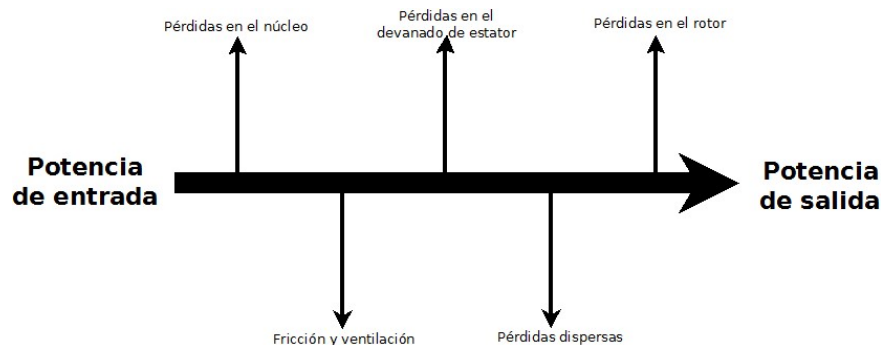 Pérdidas en el núcleo
Pérdidas en el
devanado de estator
Pérdidas en el rotor
Potencia
de entrada
Potencia
de salida
Fricción y ventilación
Pérdidas dispersas